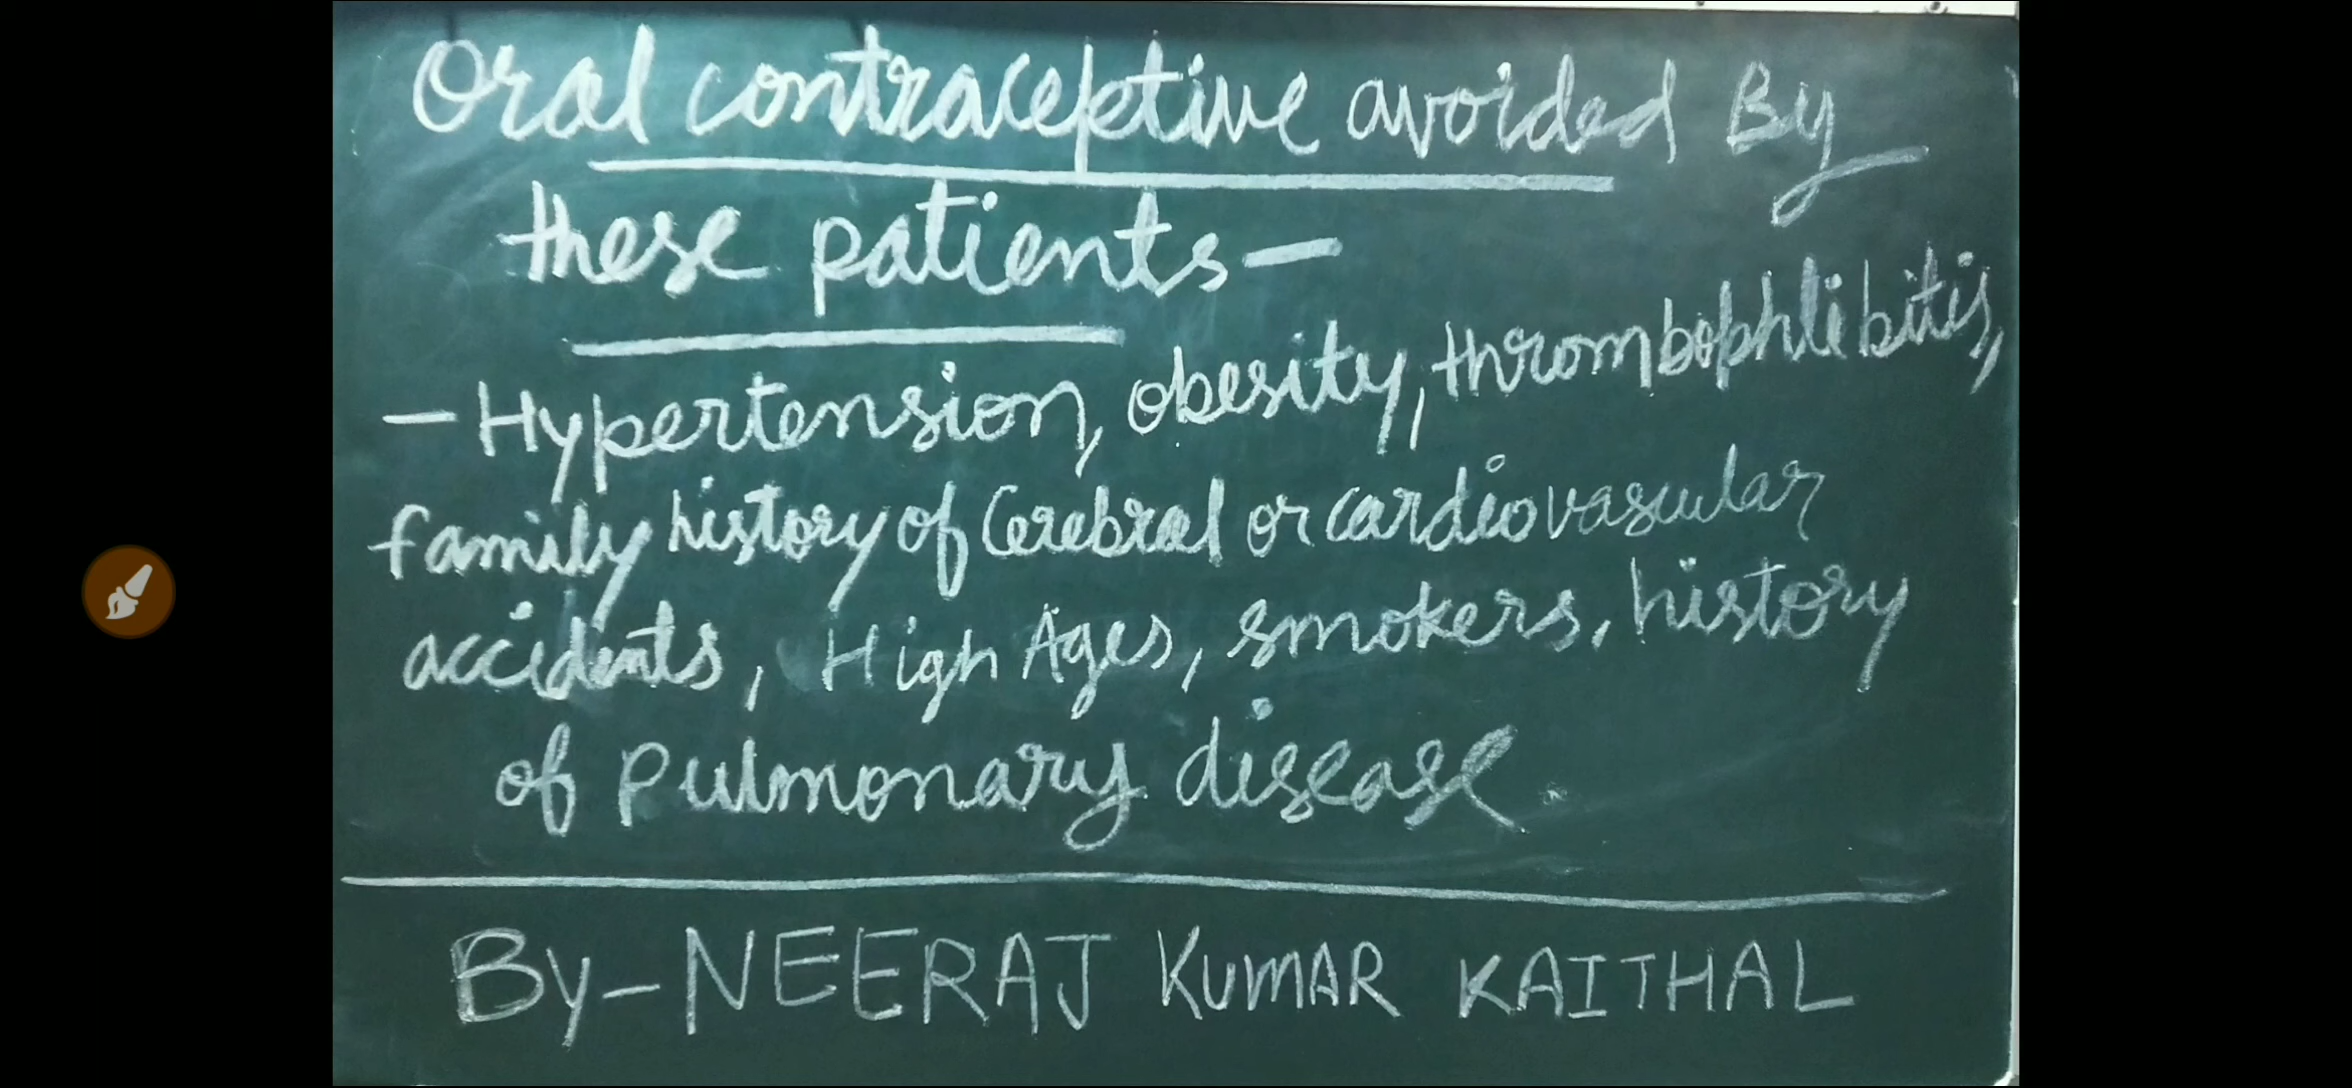 Oral contraceptive avoided By
these patients-
- Hypertension, obesity, thrombophlebitis,
family history of Cerebral or cardiovascular
accidents, High Ages, smokers, history
of Pulmonary disease.
By-NEERAJ KUMAR KAITHAL